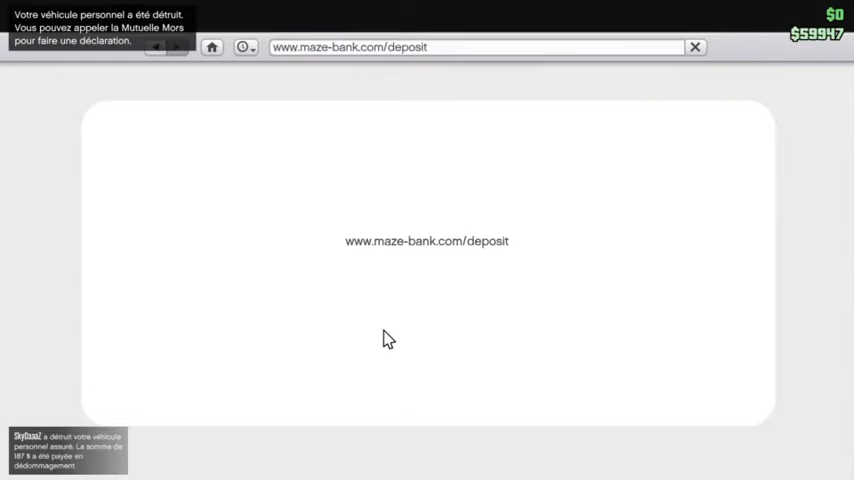 Votre véhicule personnel a été détruit.
Vous pouvez appeler la Mutuelle Mors
pour faire une déclaration.
$0
$59947
www.maze-bank.com/deposit
www.maze-bank.com/deposit
SkyDaaaZ a détruit votre véhicule
personnel assuré. La somme de
187 $ a été payée en
dédommagement.